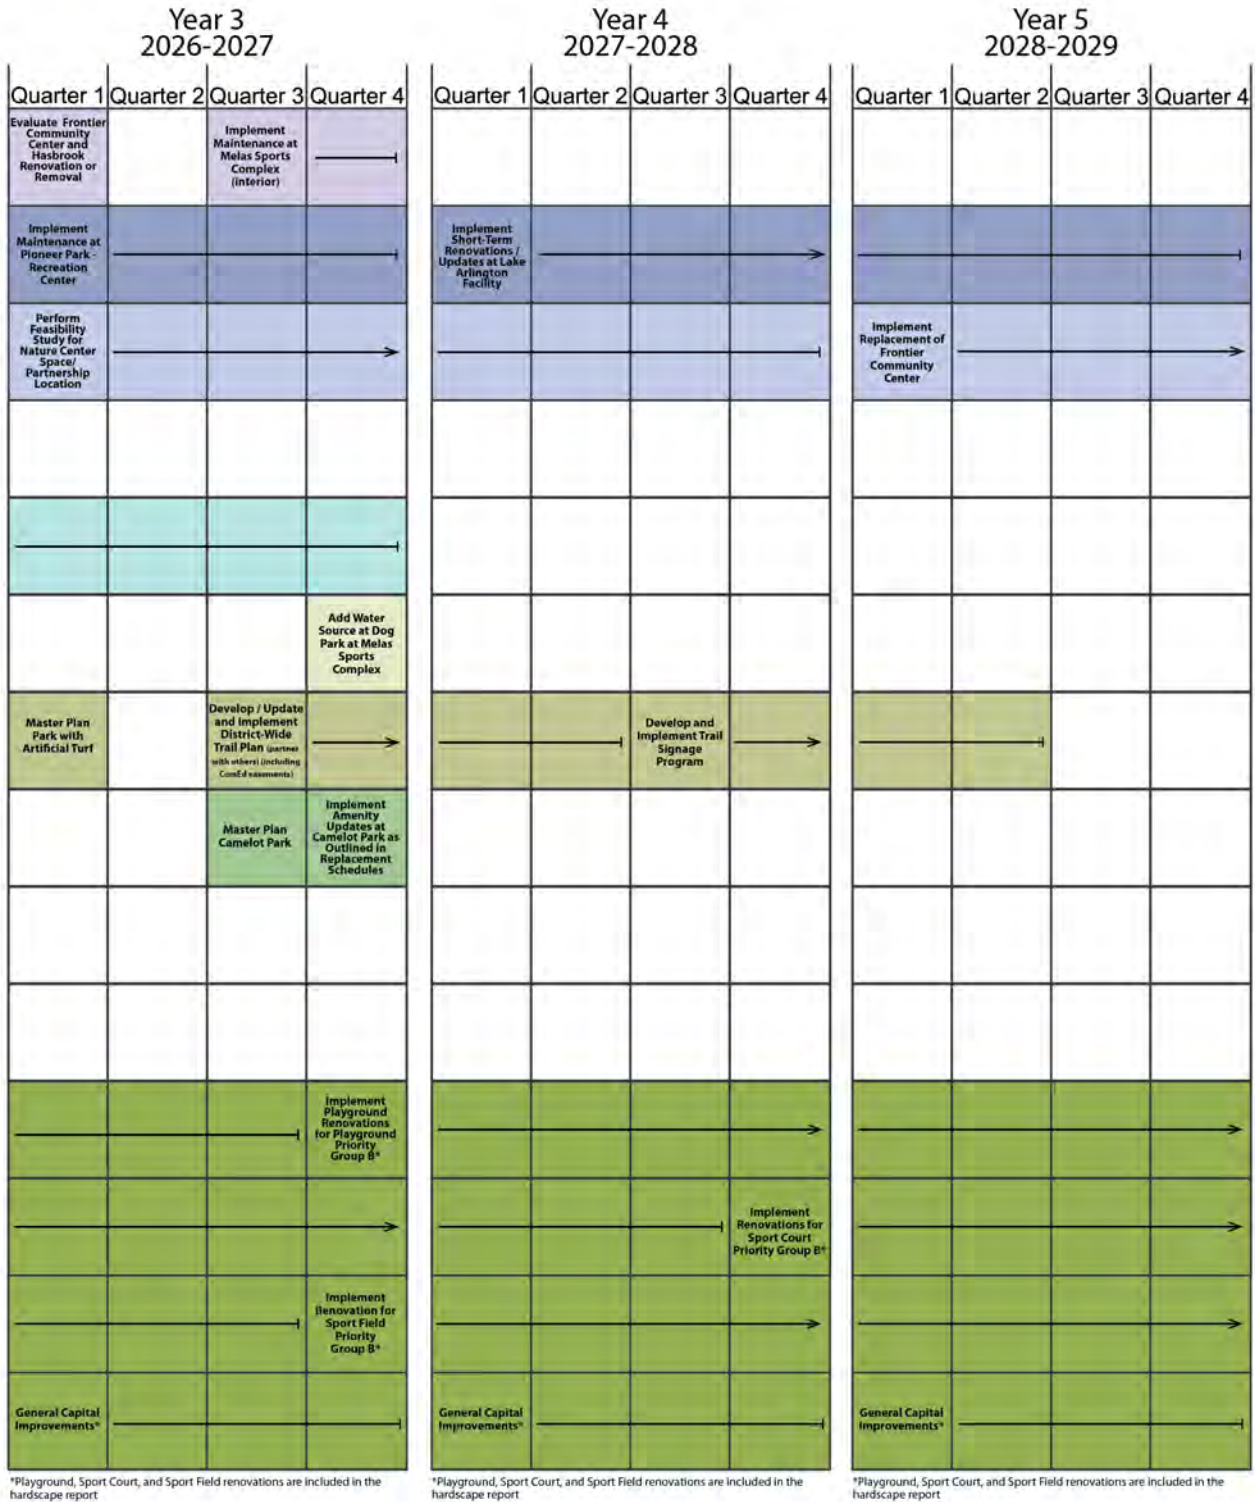 Year 3
2026-2027
Year 4
2027-2028
Year 5
2028-2029
Quarter 1 Quarter 2 Quarter 3 Quarter 4
Quarter 1 Quarter 2 Quarter 3 Quarter 4
Quarter 1 Quarter 2 Quarter 3 Quarter 4
Evaluate Frontier
Community
Center and
Hasbrook
Renovation or
Removal
Implement
Maintenance at
Melas Sports
Complex
(interior)
Implement
Maintenance at
Pioneer Park -
Recreation
Center
Implement
Short-Term
Renovations /
Updates at Lake
Arlington
Facility
Perform
Feasibility
Study for
Nature Center
Space/
Partnership
Location
Implement
Replacement of
Frontier
Community
Center
Add Water
Source at Dog
Park at Melas
Sports
Complex
Master Plan
Park with
Artificial Turf
Develop / Update
and Implement
District-Wide
Trail Plan (partner
with others) (including
ComEd easements)
Develop and
Implement Trail
Signage
Program
Master Plan
Camelot Park
Implement
Amenity
Updates at
Camelot Park as
Outlined in
Replacement
Schedules
Implement
Playground
Renovations
for Playground
Priority
Group B*
Implement
Renovations for
Sport Court
Priority Group B*
Implement
Renovation for
Sport Field
Priority
Group B*
General Capital
Improvements*
General Capital
Improvements*
General Capital
Improvements*
*Playground, Sport Court, and Sport Field renovations are included in the
hardscape report
*Playground, Sport Court, and Sport Field renovations are included in the
hardscape report
*Playground, Sport Court, and Sport Field renovations are included in the
hardscape report